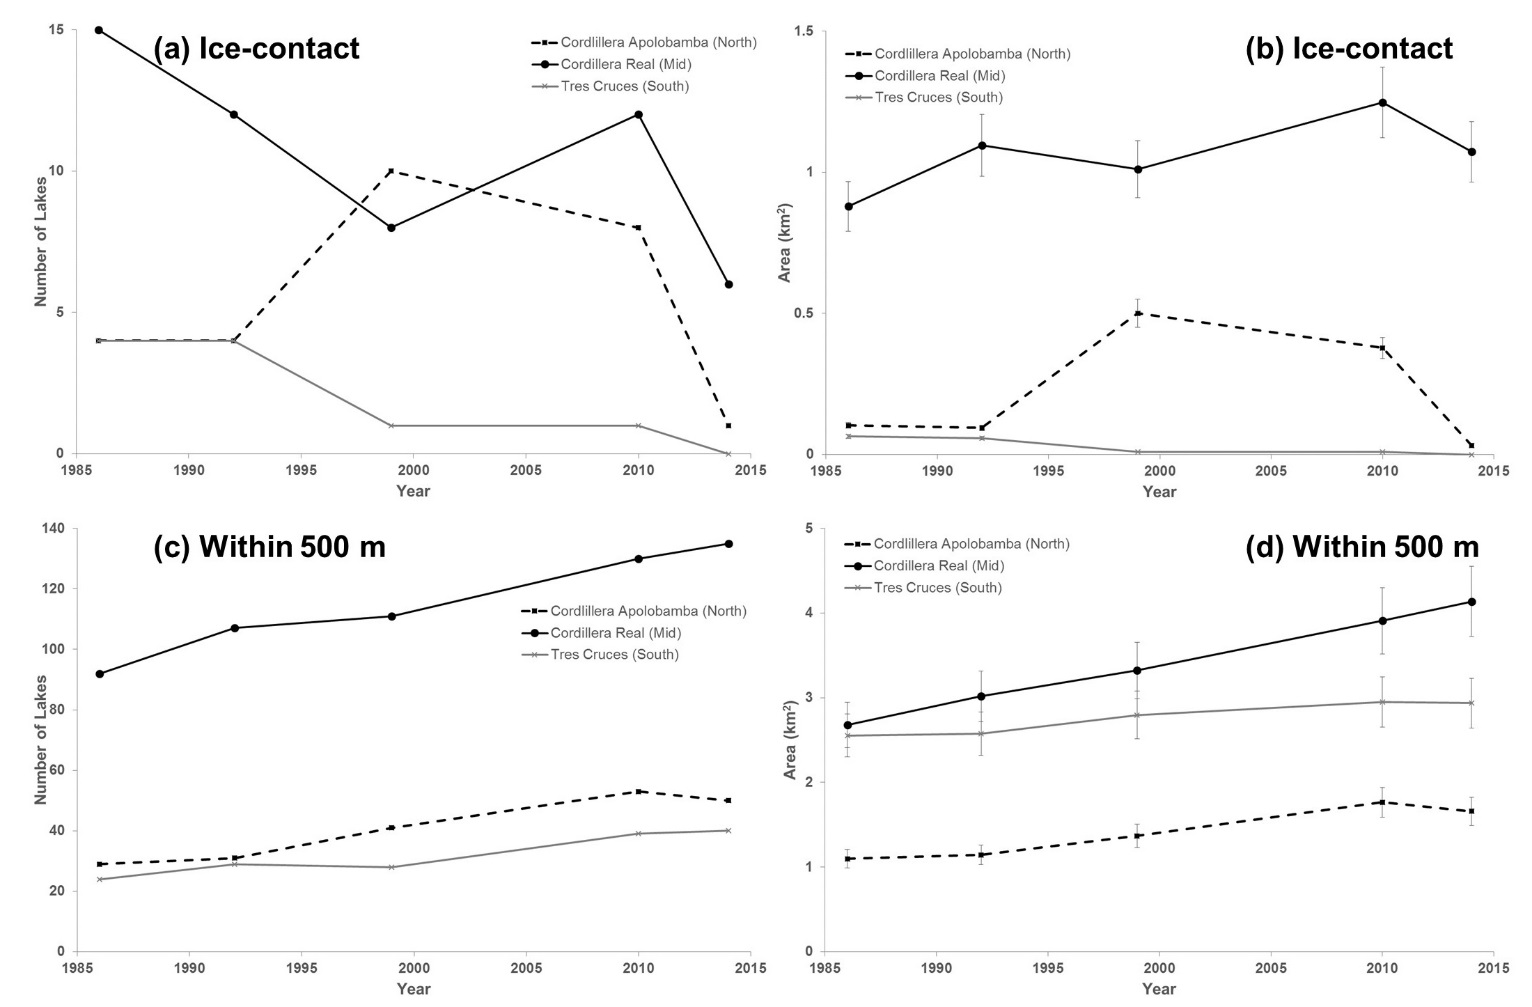 (a) Ice-contact
Cordlillera Apolobamba (North)
Cordillera Real (Mid)
Tres Cruces (South)
15
10
5
0
Number of Lakes
1985 1990 1995 2000 2005 2010 2015
Year
(b) Ice-contact
Cordlillera Apolobamba (North)
Cordillera Real (Mid)
Tres Cruces (South)
1.5
1
0.5
0
Area (km²)
1985 1990 1995 2000 2005 2010 2015
Year
(c) Within 500 m
Cordlillera Apolobamba (North)
Cordillera Real (Mid)
Tres Cruces (South)
140
120
100
80
60
40
20
0
Number of Lakes
1985 1990 1995 2000 2005 2010 2015
Year
(d) Within 500 m
Cordlillera Apolobamba (North)
Cordillera Real (Mid)
Tres Cruces (South)
5
4
3
2
1
0
Area (km²)
1985 1990 1995 2000 2005 2010 2015
Year